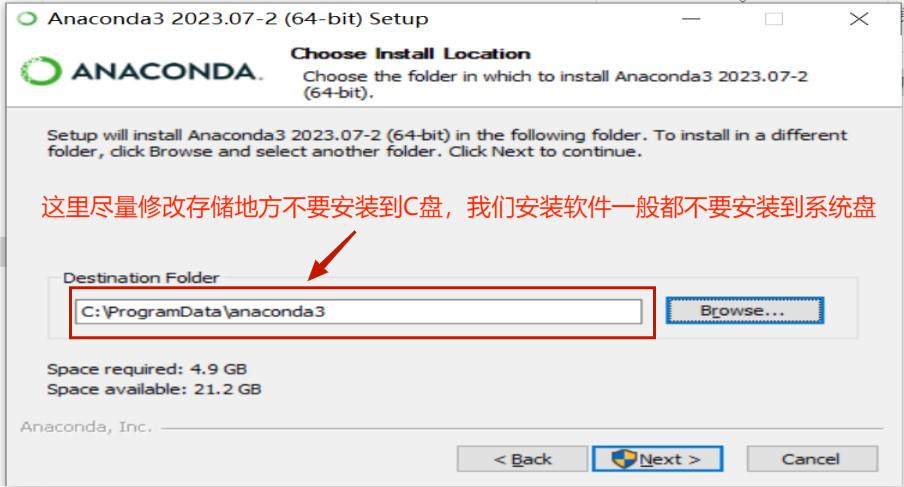 Anaconda3 2023.07-2 (64-bit) Setup
ANACONDA.
Choose Install Location
Choose the folder in which to install Anaconda3 2023.07-2
(64-bit).
Setup will install Anaconda3 2023.07-2 (64-bit) in the following folder. To install in a different
folder, click Browse and select another folder. Click Next to continue.
这里尽量修改存储地方不要安装到C盘，我们安装软件一般都不要安装到系统盘
Destination Folder
C:\ProgramData\anaconda3
Browse...
Space required: 4.9 GB
Space available: 21.2 GB
Anaconda, Inc.
< Back
Next >
Cancel